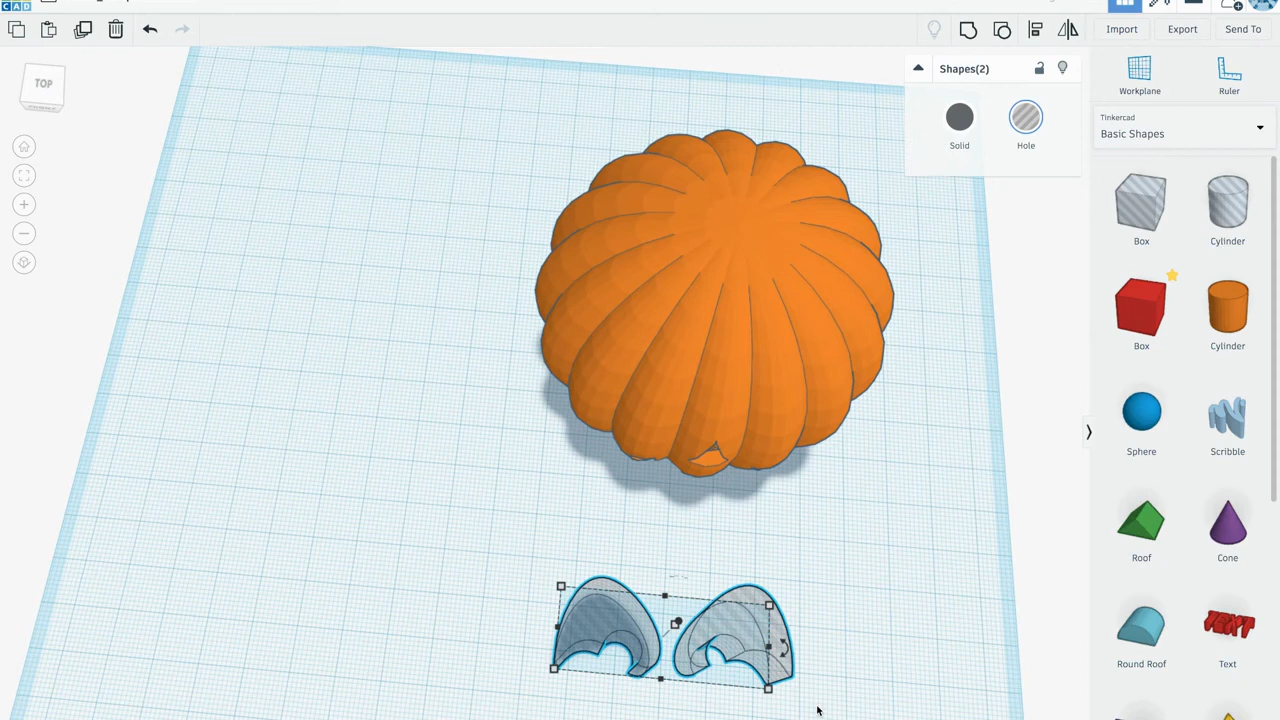 CAD
Import
Export
Send To
TOP
Shapes(2)
Solid
Hole
Workplane
Ruler
Tinkercad
Basic Shapes
Box
Cylinder
Box
Cylinder
Sphere
Scribble
Roof
Cone
TEXT
Round Roof
Text